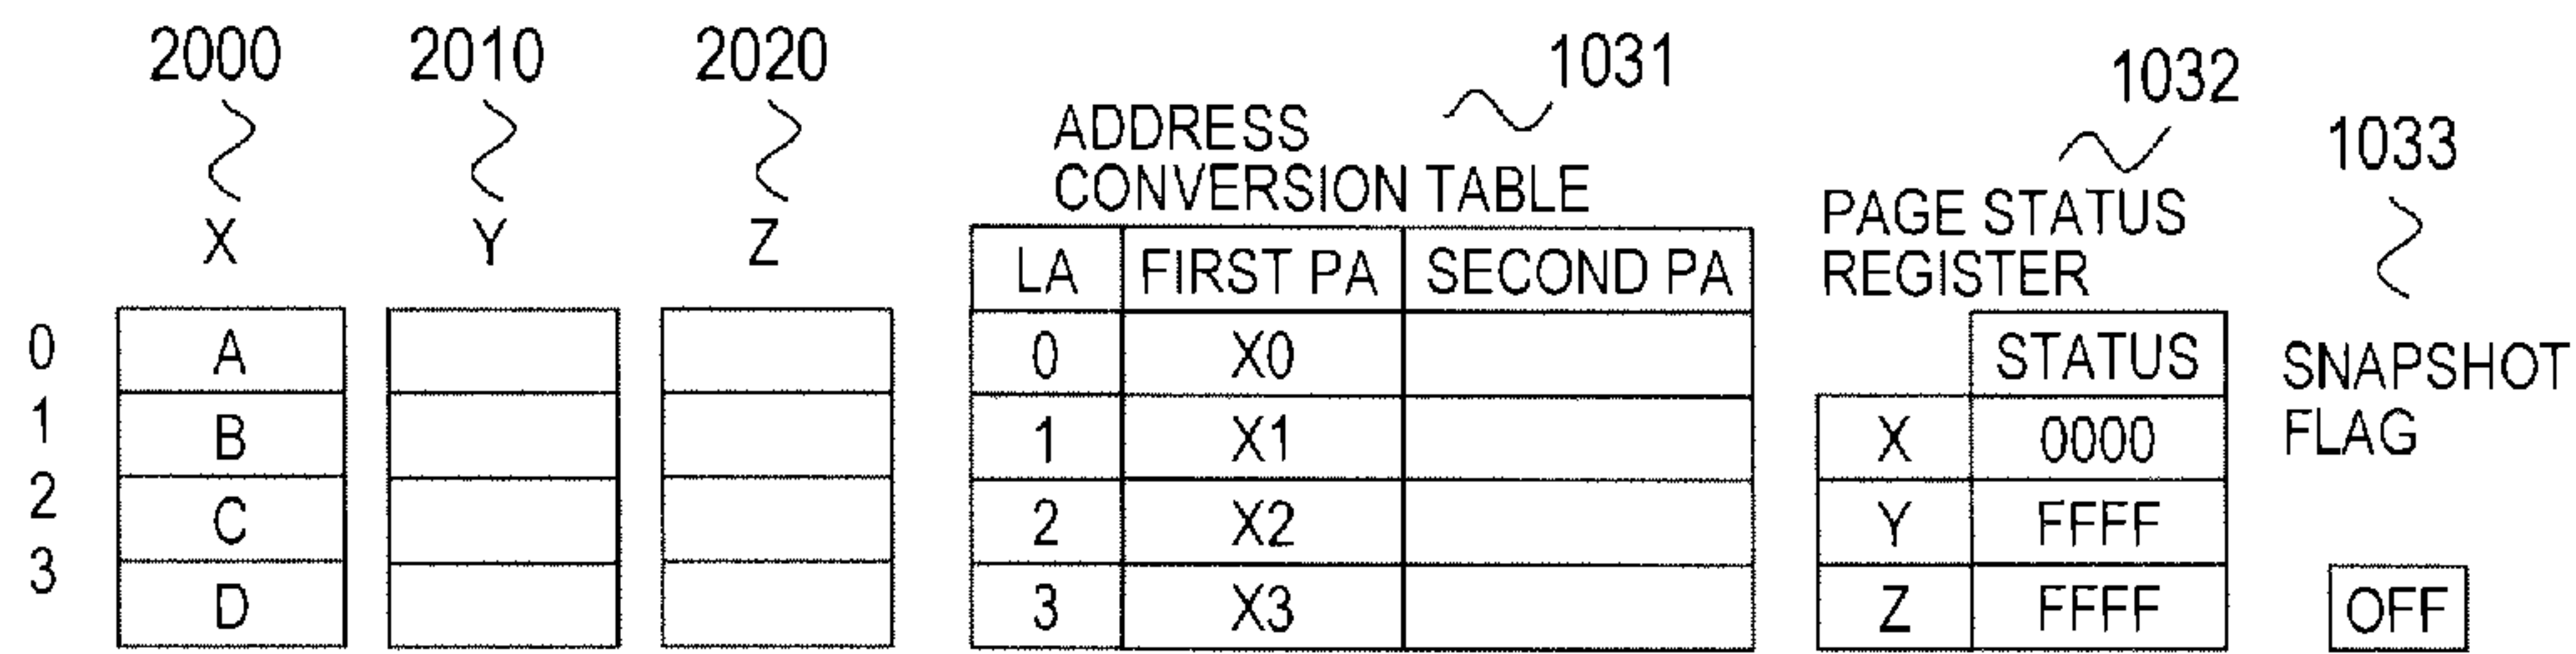 2000 2010 2020 1031 1032 1033
X Y Z
0 A
1 B
2 C
3 D
ADDRESS
CONVERSION TABLE
LA FIRST PA SECOND PA
0 X0
1 X1
2 X2
3 X3
PAGE STATUS
REGISTER
STATUS
X 0000
Y FFFF
Z FFFF
SNAPSHOT
FLAG
OFF